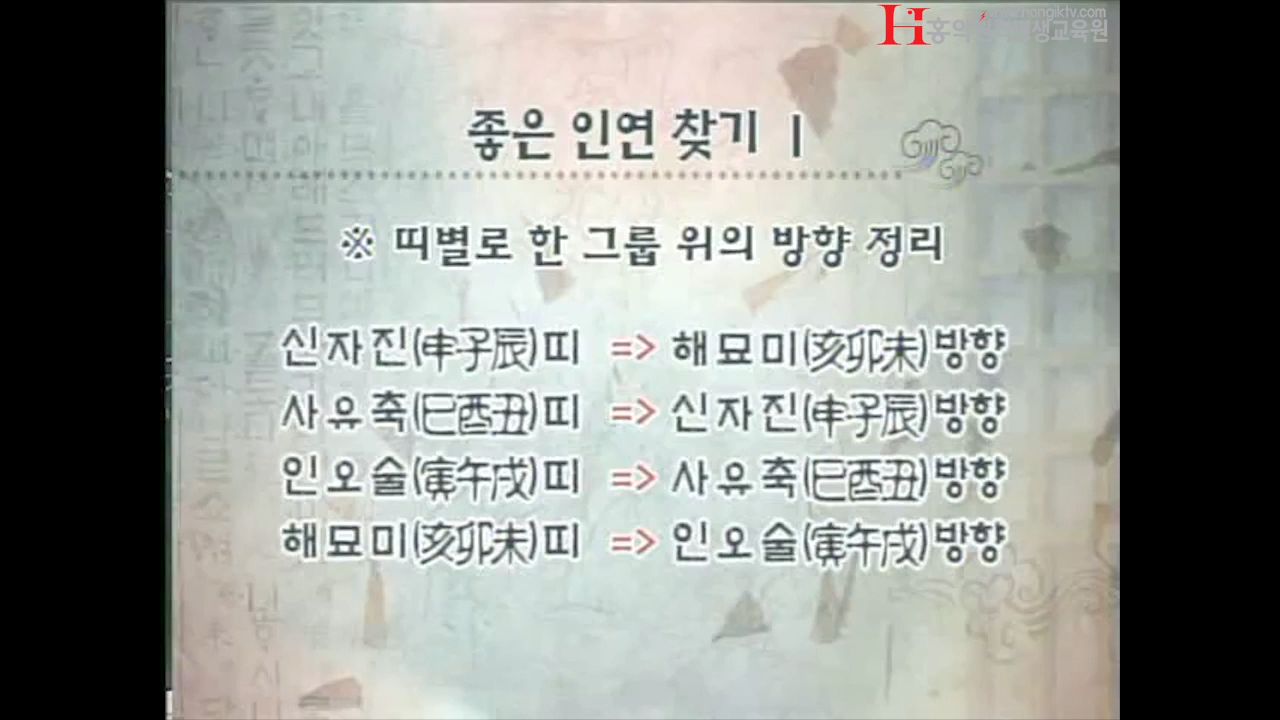 www.hongiktv.com
좋은 인연 찾기 I
※ 띠별로 한 그룹 위의 방향 정리
신자진(申子辰)띠 => 해묘미(亥卯未)방향
사유축(巳酉丑)띠 => 신자진(申子辰)방향
인오술(寅午戌)띠 => 사유축(巳酉丑)방향
해묘미(亥卯未)띠 => 인오술(寅午戌)방향